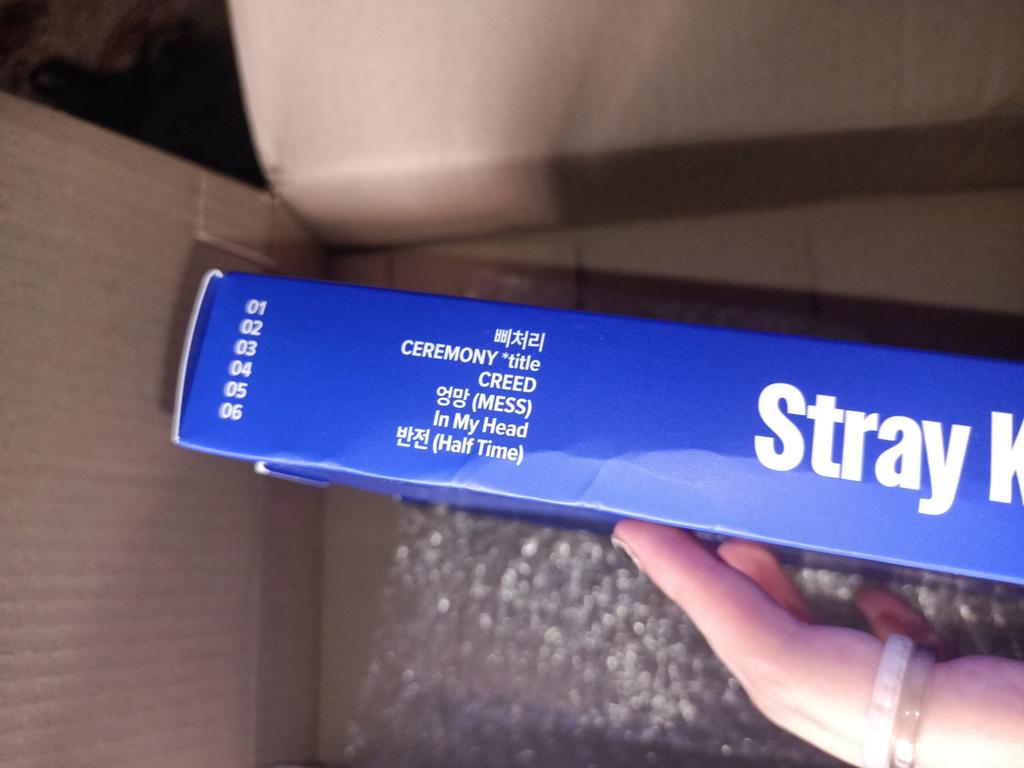 01 삐처리
02 CEREMONY *title
03 CREED
04 엉망 (MESS)
05 In My Head
06 반전 (Half Time)
Stray